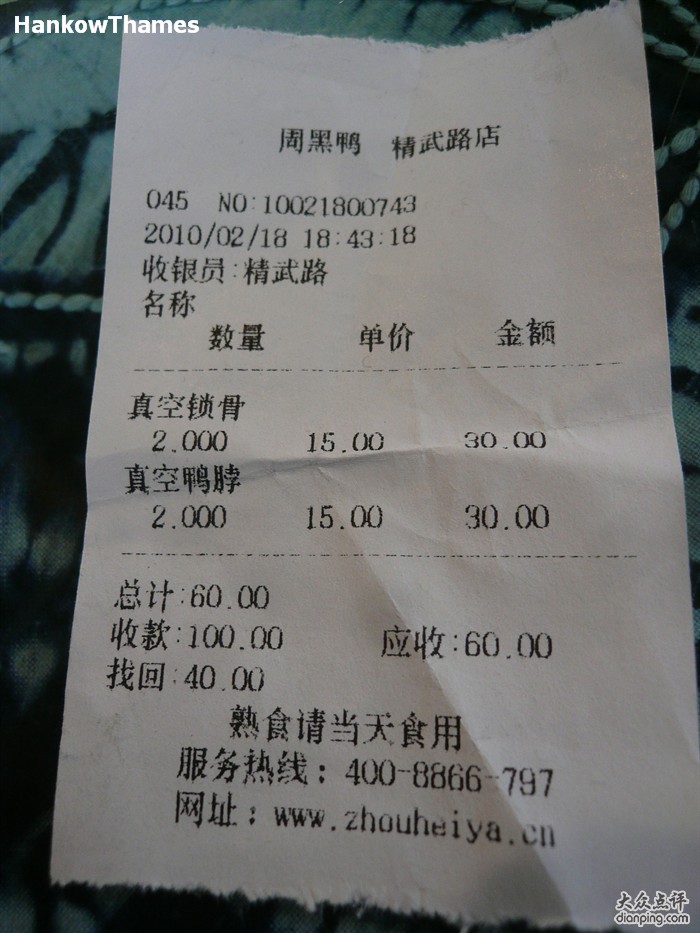 HankowThames
周黑鸭 精武路店
045 NO:10021800743
2010/02/18 18:43:18
收银员:精武路
名称
数量 单价 金额
真空锁骨
2.000 15.00 30.00
真空鸭脖
2.000 15.00 30.00
总计:60.00
收款:100.00 应收:60.00
找回:40.00
熟食请当天食用
服务热线：400-8866-797
网址：www.zhouheiya.cn
大众点评
dianping.com